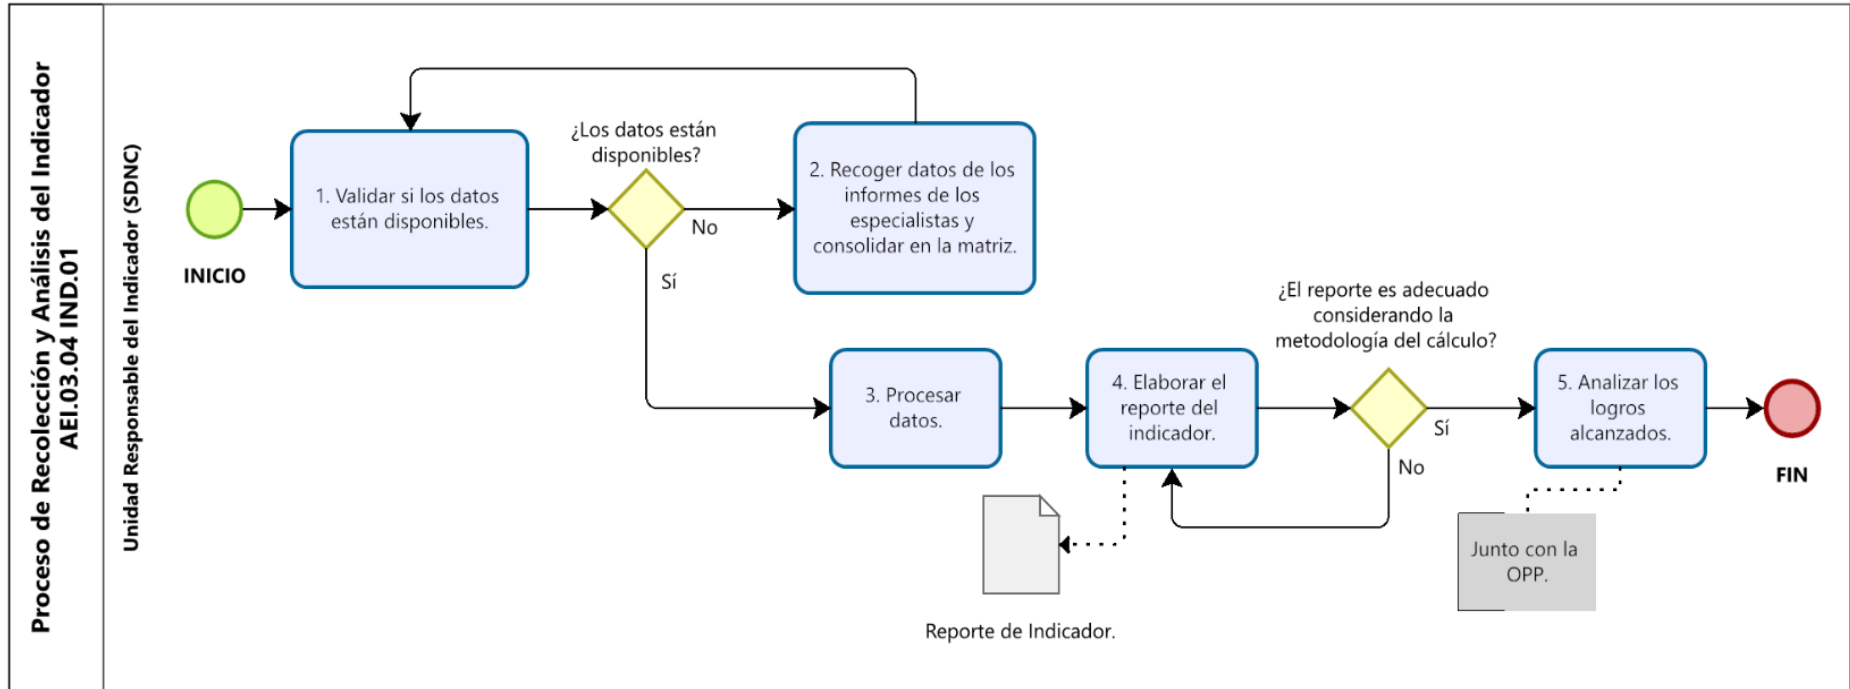 Proceso de Recolección y Análisis del Indicador
AEI.03.04 IND.01
Unidad Responsable del Indicador (SDNC)
INICIO
1. Validar si los datos
están disponibles.
¿Los datos están
disponibles?
No
Sí
2. Recoger datos de los
informes de los
especialistas y
consolidar en la matriz.
3. Procesar
datos.
4. Elaborar el
reporte del
indicador.
Reporte de Indicador.
¿El reporte es adecuado
considerando la
metodología del cálculo?
Sí
No
5. Analizar los
logros
alcanzados.
Junto con la
OPP.
FIN